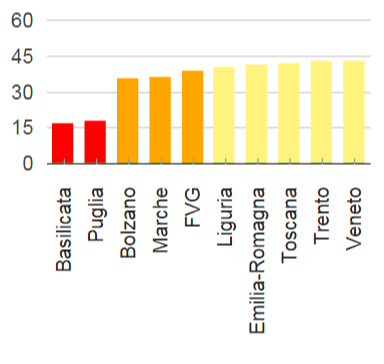 60
45
30
15
0
Basilicata
Puglia
Bolzano
Marche
FVG
Liguria
Emilia-Romagna
Toscana
Trento
Veneto